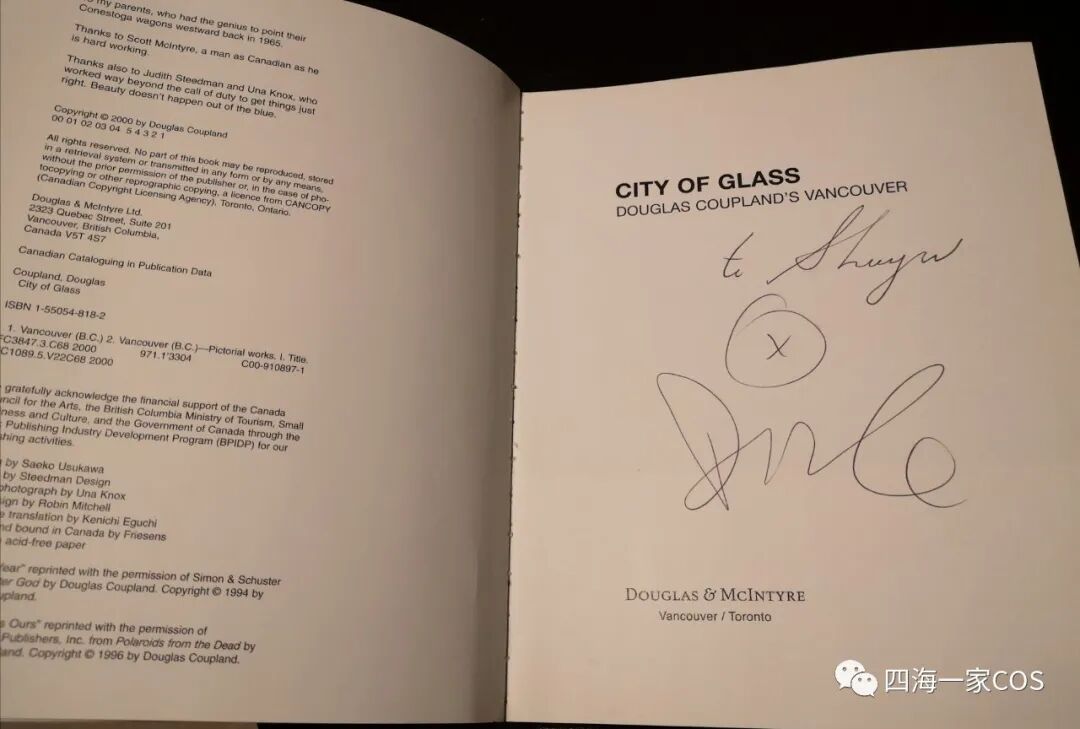 my parents, who had the genius to point their
Conestoga wagons westward back in 1965.
Thanks to Scott McIntyre, a man as Canadian as he
is hard working.
Thanks also to Judith Steedman and Una Knox, who
worked way beyond the call of duty to get things just
right. Beauty doesn't happen out of the blue.
Copyright © 2000 by Douglas Coupland
00 01 02 03 04 5 4 3 2 1
All rights reserved. No part of this book may be reproduced, stored
in a retrieval system or transmitted in any form or by any means,
without the prior permission of the publisher or, in the case of pho-
tocopying or other reprographic copying, a licence from CANCOPY
(Canadian Copyright Licensing Agency), Toronto, Ontario.
Douglas & McIntyre Ltd.
2323 Quebec Street, Suite 201
Vancouver, British Columbia,
Canada V5T 4S7
Canadian Cataloguing in Publication Data
Coupland, Douglas
City of Glass
ISBN 1-55054-818-2
1. Vancouver (B.C.) 2. Vancouver (B.C.)—Pictorial works. I. Title.
FC3847.3.C68 2000 971.1'3304 C00-910897-1
C1089.5.V22C68 2000
gratefully acknowledge the financial support of the Canada
ncil for the Arts, the British Columbia Ministry of Tourism, Small
ness and Culture, and the Government of Canada through the
Publishing Industry Development Program (BPIDP) for our
shing activities.
by Saeko Usukawa
by Steedman Design
photograph by Una Knox
ign by Robin Mitchell
translation by Kenichi Eguchi
nd bound in Canada by Friesens
acid-free paper
Year" reprinted with the permission of Simon & Schuster
ter God by Douglas Coupland. Copyright © 1994 by
upland.
s Ours" reprinted with the permission of
Publishers, Inc. from Polaroids from the Dead by
and. Copyright © 1996 by Douglas Coupland.
CITY OF GLASS
DOUGLAS COUPLAND'S VANCOUVER
to
X
DOUGLAS & MCINTYRE
Vancouver / Toronto
四海一家COS